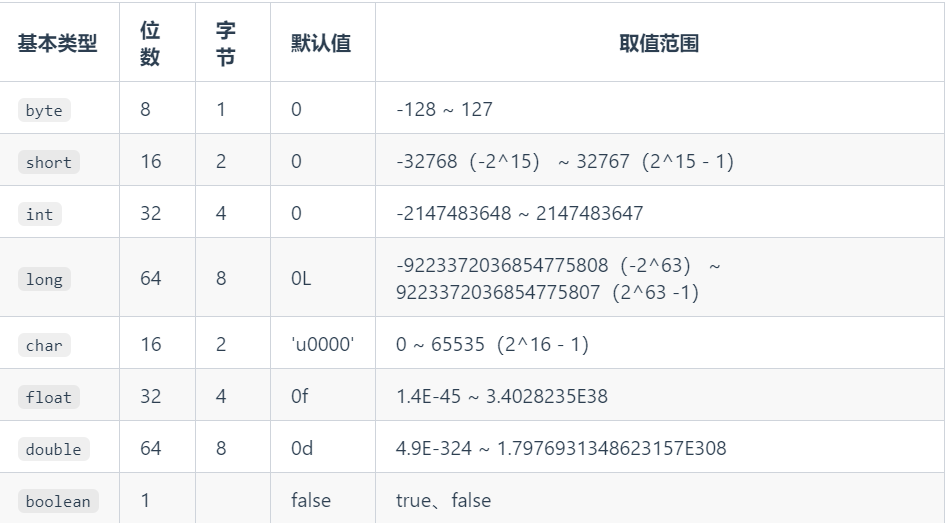 基本类型 位数 字节 默认值 取值范围
byte 8 1 0 -128 ~ 127
short 16 2 0 -32768（-2^15） ~ 32767（2^15 - 1）
int 32 4 0 -2147483648 ~ 2147483647
long 64 8 0L -9223372036854775808（-2^63） ~
9223372036854775807（2^63 -1）
char 16 2 'u0000' 0 ~ 65535（2^16 - 1）
float 32 4 0f 1.4E-45 ~ 3.4028235E38
double 64 8 0d 4.9E-324 ~ 1.7976931348623157E308
boolean 1 false true、false